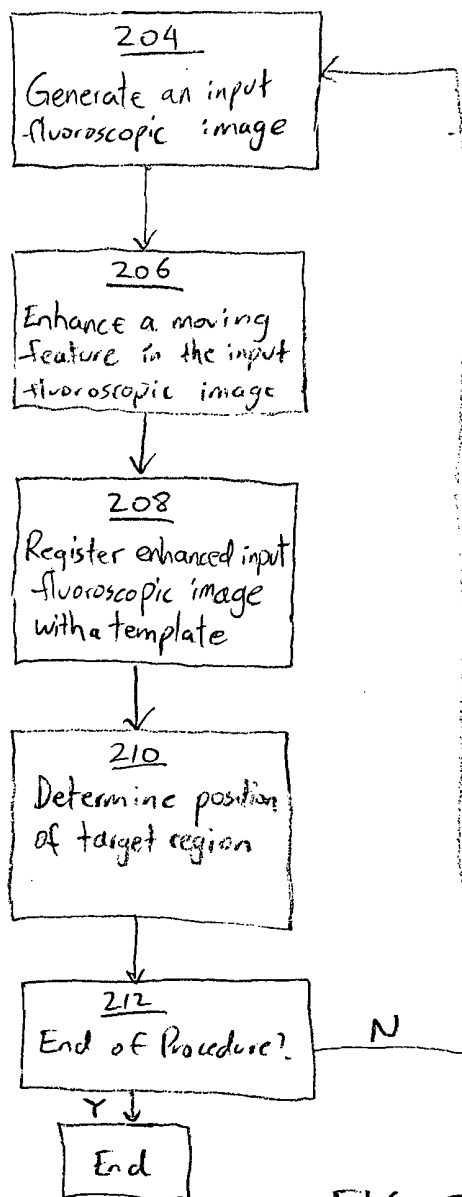 204
Generate an input
fluoroscopic image
206
Enhance a moving
feature in the input
fluoroscopic image
208
Register enhanced input
fluoroscopic image
with a template
210
Determine position
of target region
212
End of Procedure?
N
Y
End